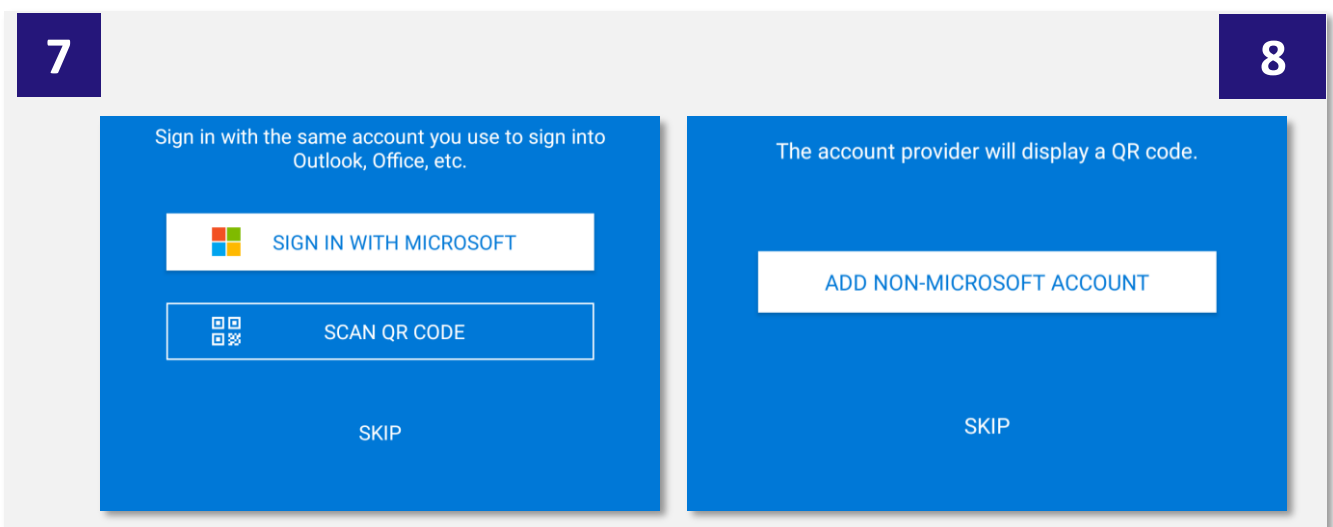 7
8
Sign in with the same account you use to sign into
Outlook, Office, etc.
SIGN IN WITH MICROSOFT
SCAN QR CODE
SKIP
The account provider will display a QR code.
ADD NON-MICROSOFT ACCOUNT
SKIP